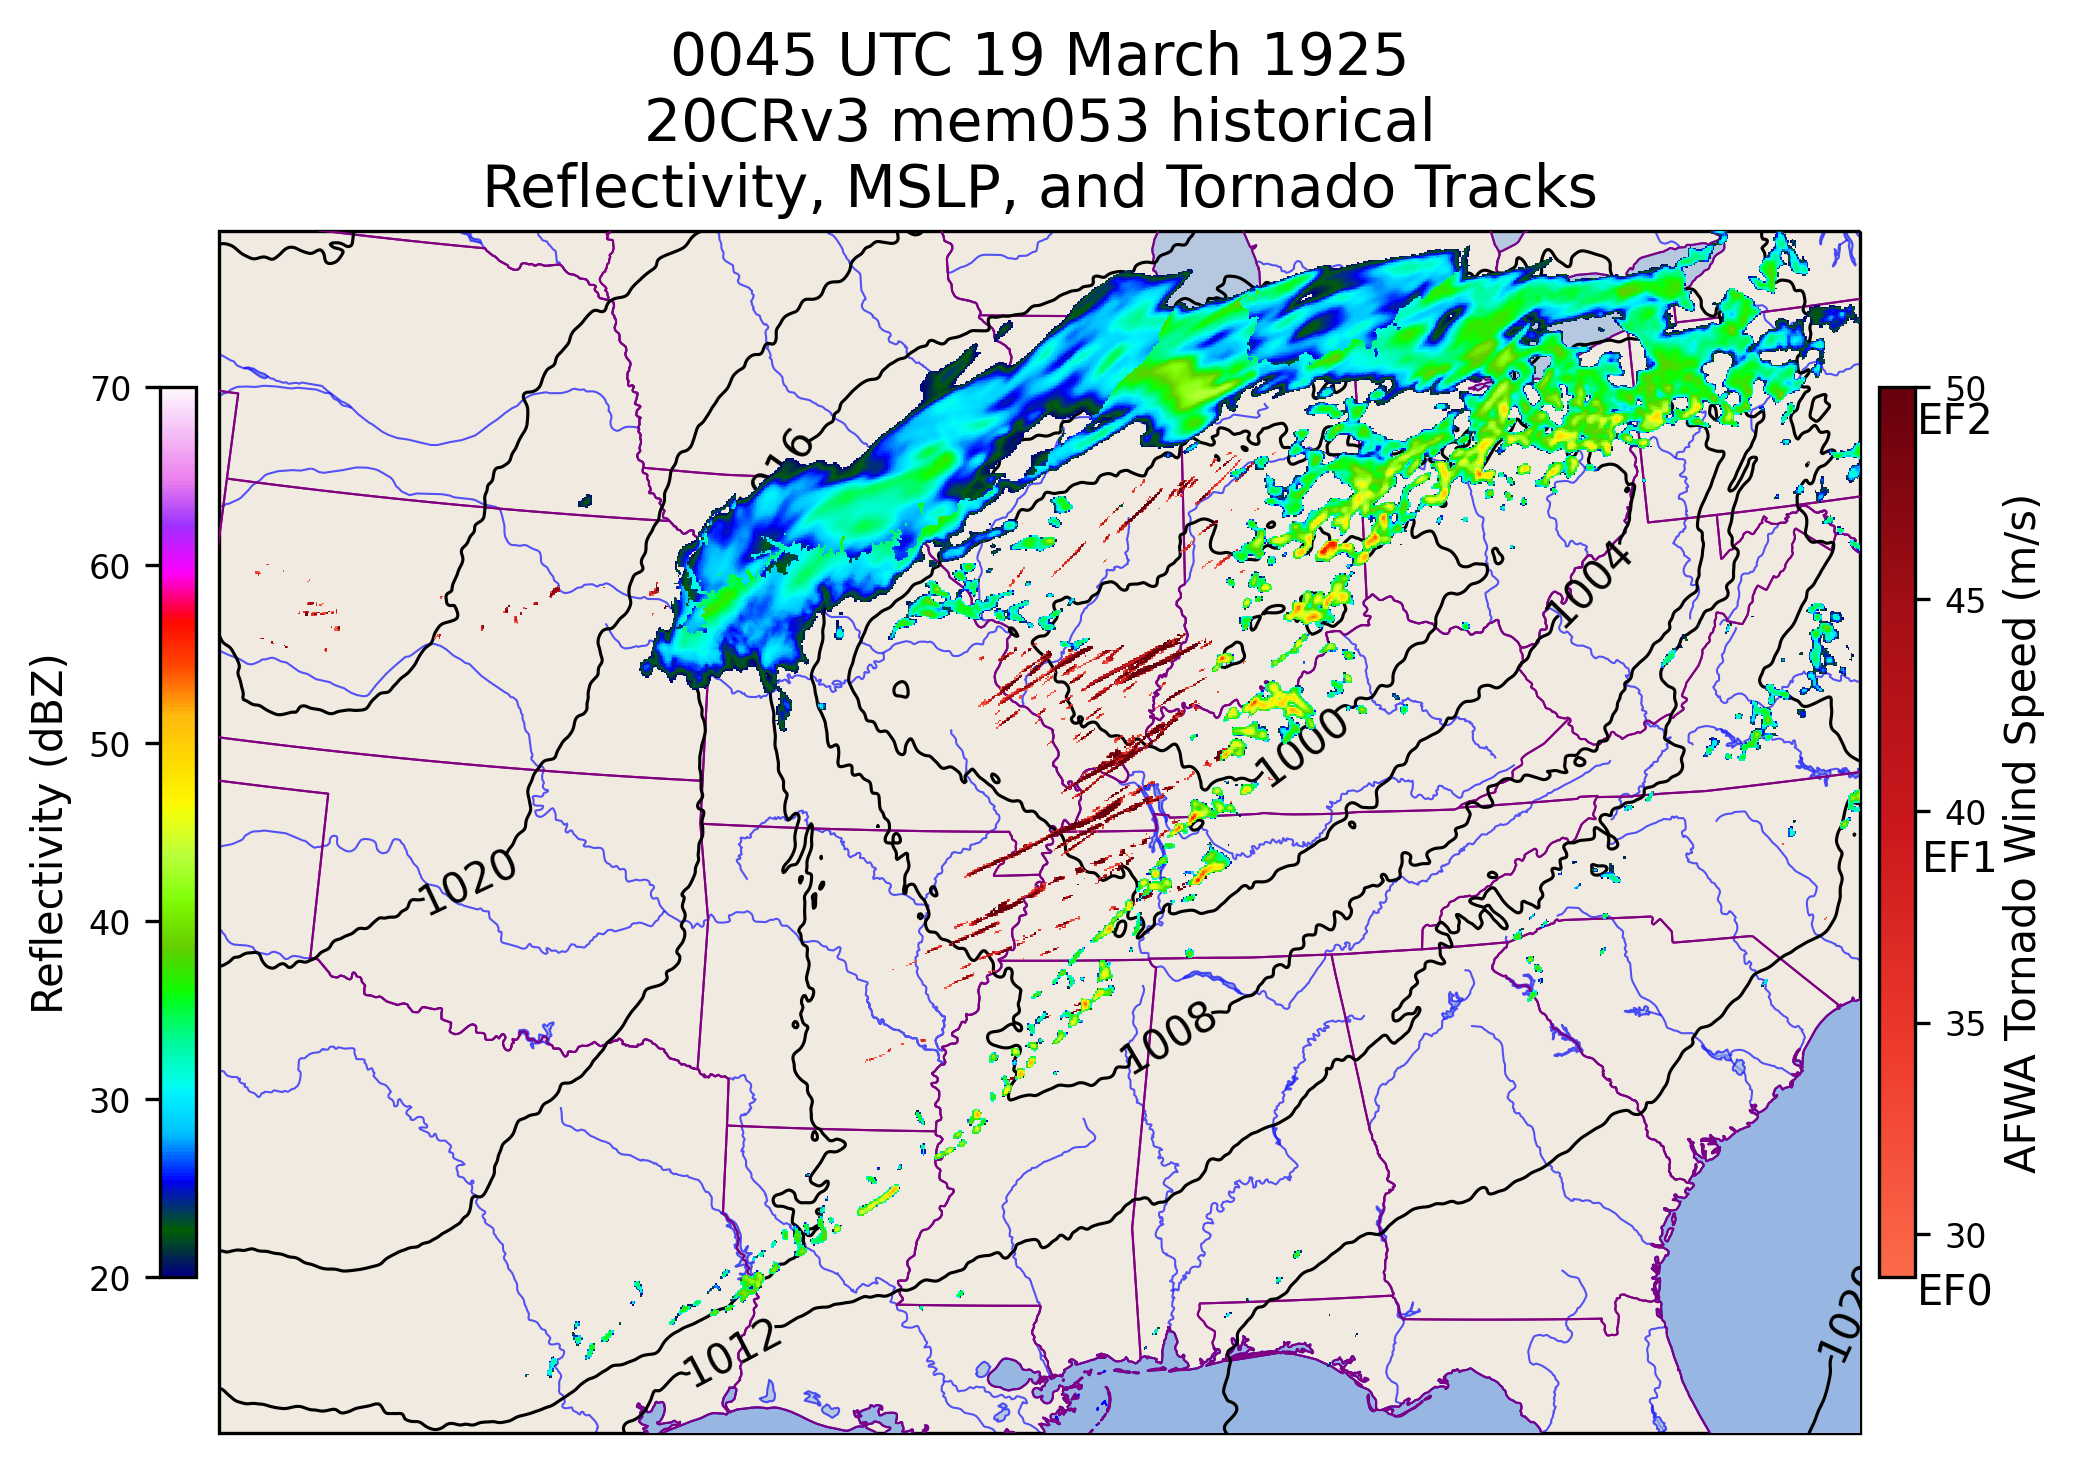 0045 UTC 19 March 1925
20CRv3 mem053 historical
Reflectivity, MSLP, and Tornado Tracks
70
60
50
40
30
20
Reflectivity (dBZ)
1004
1000
1020
1008
1012
50
EF2
45
40
EF1
35
30
EF0
AFWA Tornado Wind Speed (m/s)